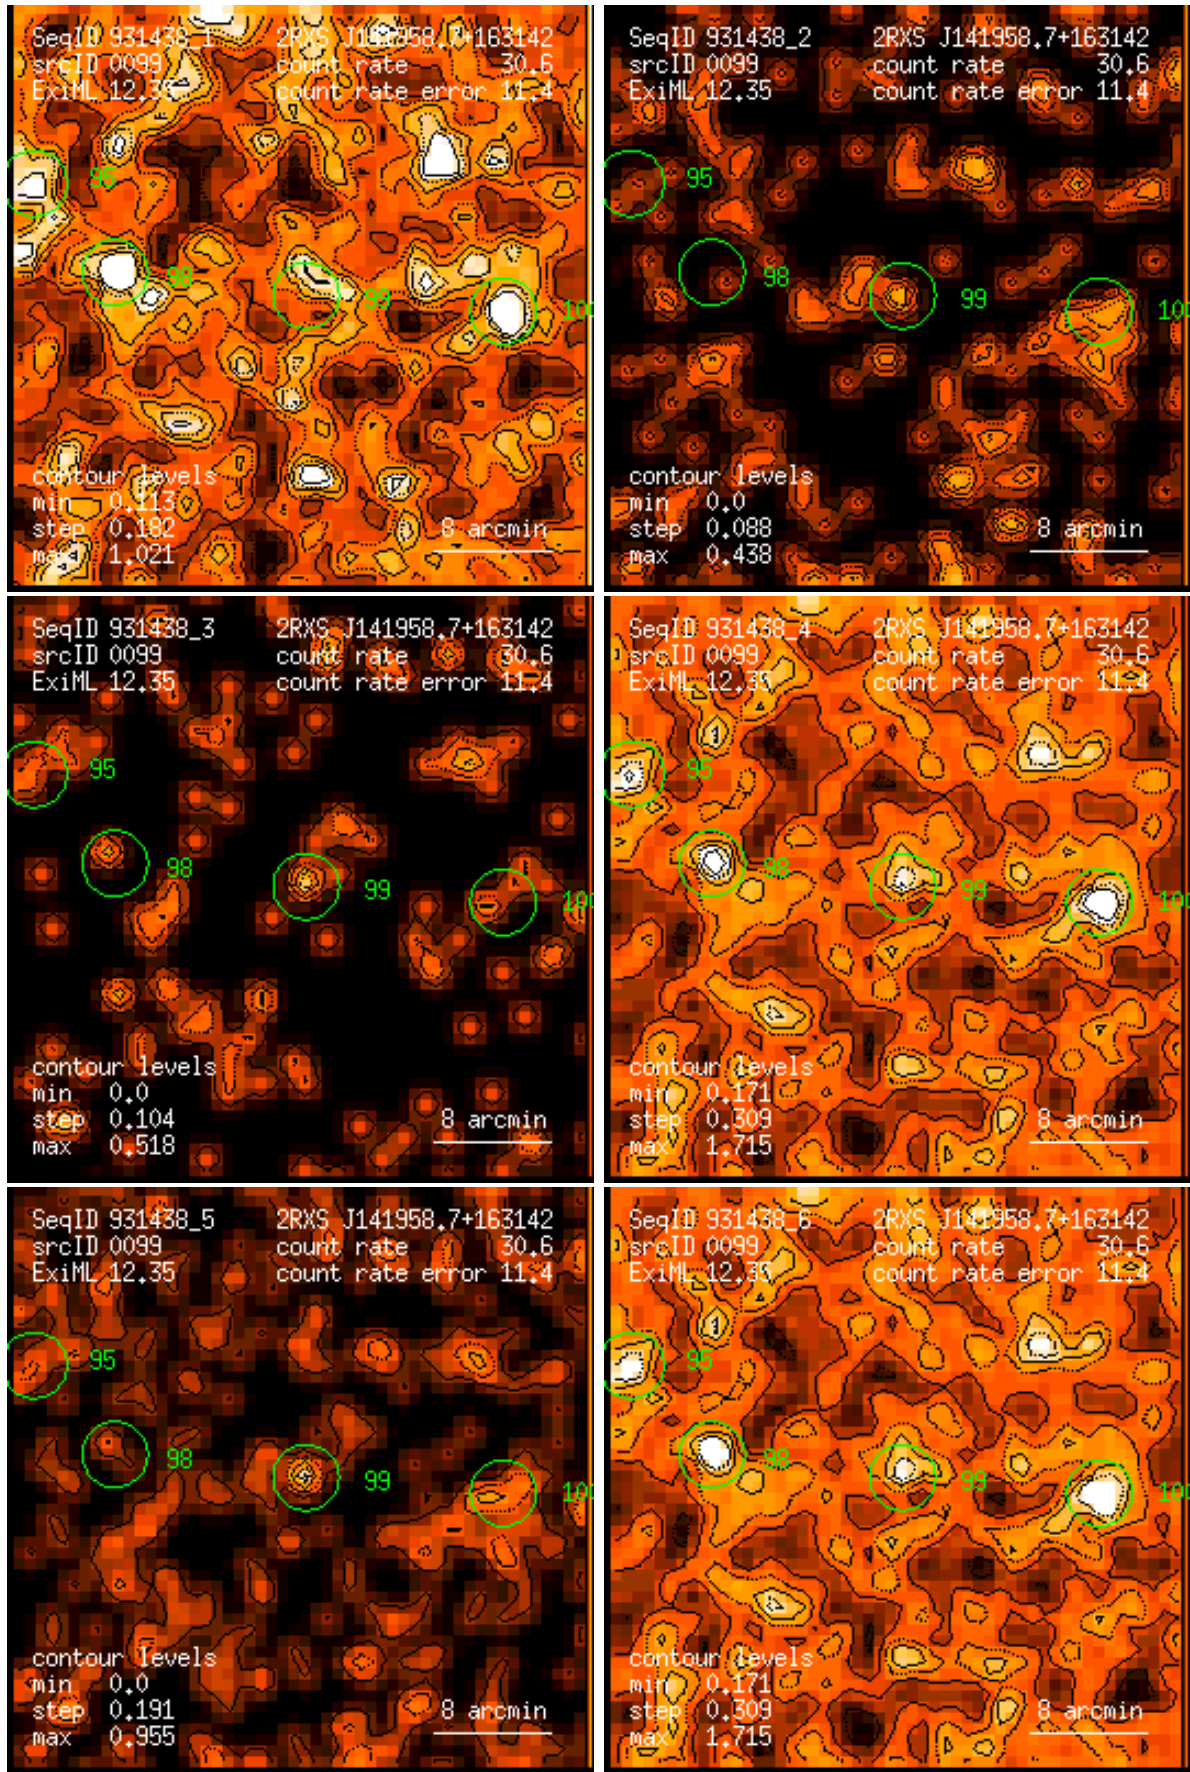 SeqID 931438_1 2RXS J141958.7+163142
srcID 0099 count rate 30.6
ExiML 12.35 count rate error 11.4
95
98
99
100
contour levels
min 0.113
step 0.182
max 1.021
8 arcmin
SeqID 931438_2 2RXS J141958.7+163142
srcID 0099 count rate 30.6
ExiML 12.35 count rate error 11.4
95
98
99
100
contour levels
min 0.0
step 0.088
max 0.438
8 arcmin
SeqID 931438_3 2RXS J141958.7+163142
srcID 0099 count rate 30.6
ExiML 12.35 count rate error 11.4
95
98
99
100
contour levels
min 0.0
step 0.104
max 0.518
8 arcmin
SeqID 931438_4 2RXS J141958.7+163142
srcID 0099 count rate 30.6
ExiML 12.35 count rate error 11.4
95
98
99
100
contour levels
min 0.171
step 0.309
max 1.715
8 arcmin
SeqID 931438_5 2RXS J141958.7+163142
srcID 0099 count rate 30.6
ExiML 12.35 count rate error 11.4
95
98
99
100
contour levels
min 0.0
step 0.191
max 0.955
8 arcmin
SeqID 931438_6 2RXS J141958.7+163142
srcID 0099 count rate 30.6
ExiML 12.35 count rate error 11.4
95
98
99
100
contour levels
min 0.171
step 0.309
max 1.715
8 arcmin